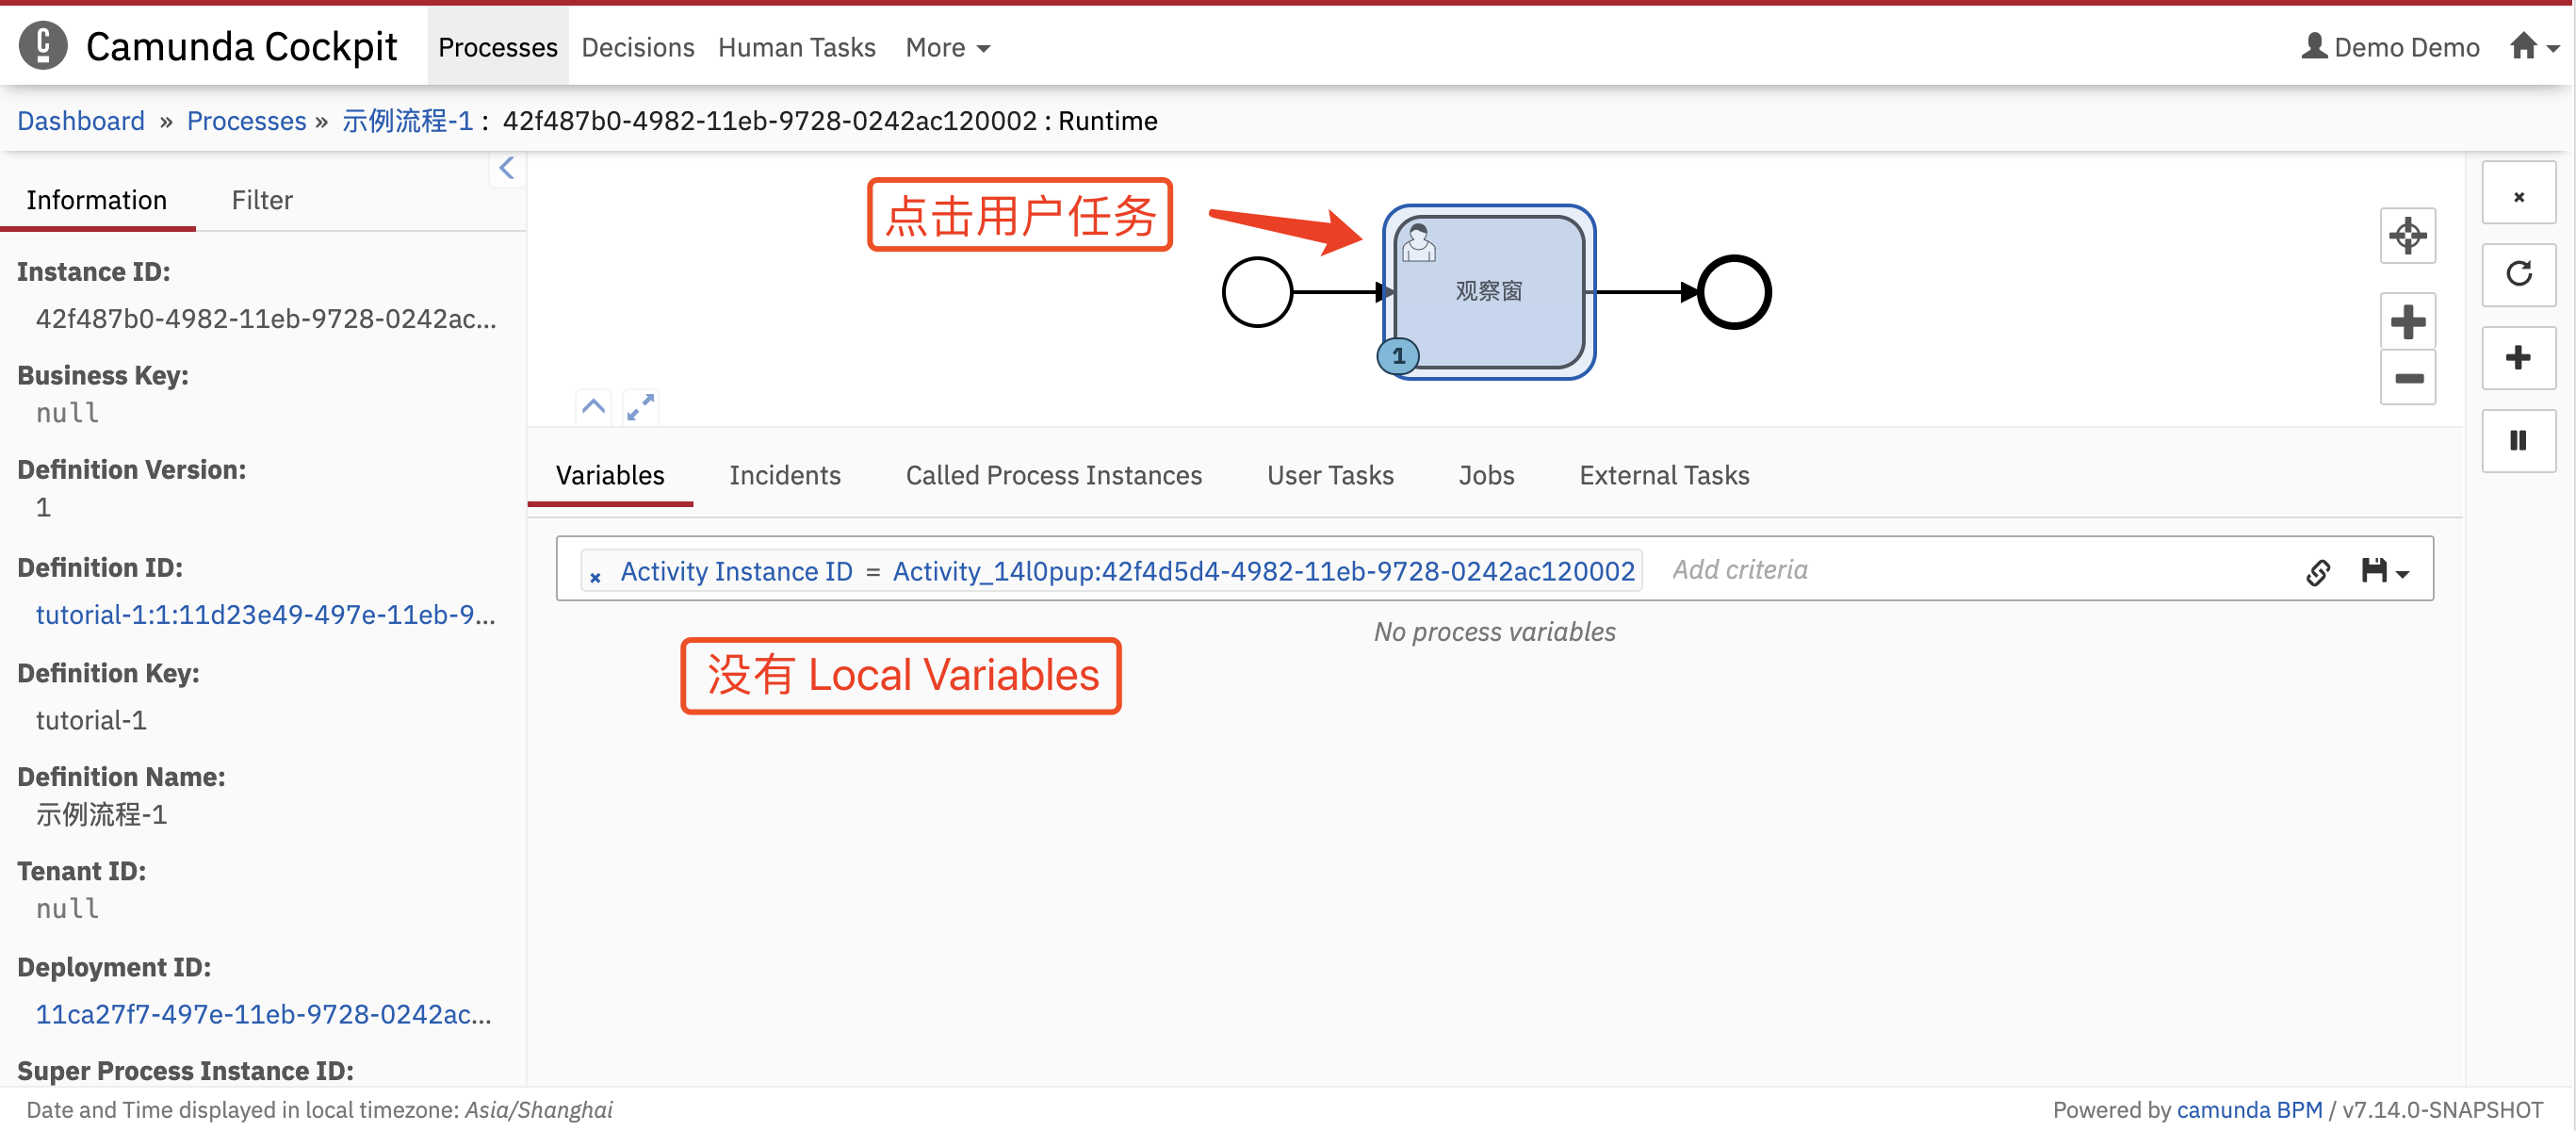 Camunda Cockpit Processes Decisions Human Tasks More Demo Demo
Dashboard » Processes » 示例流程-1 : 42f487b0-4982-11eb-9728-0242ac120002 : Runtime
Information Filter
Instance ID:
42f487b0-4982-11eb-9728-0242ac...
Business Key:
null
Definition Version:
1
Definition ID:
tutorial-1:1:11d23e49-497e-11eb-9...
Definition Key:
tutorial-1
Definition Name:
示例流程-1
Tenant ID:
null
Deployment ID:
11ca27f7-497e-11eb-9728-0242ac...
Super Process Instance ID:
点击用户任务
观察窗
1
Variables Incidents Called Process Instances User Tasks Jobs External Tasks
Activity Instance ID = Activity_14l0pup:42f4d5d4-4982-11eb-9728-0242ac120002 Add criteria
No process variables
没有 Local Variables
Date and Time displayed in local timezone: Asia/Shanghai
Powered by camunda BPM / v7.14.0-SNAPSHOT